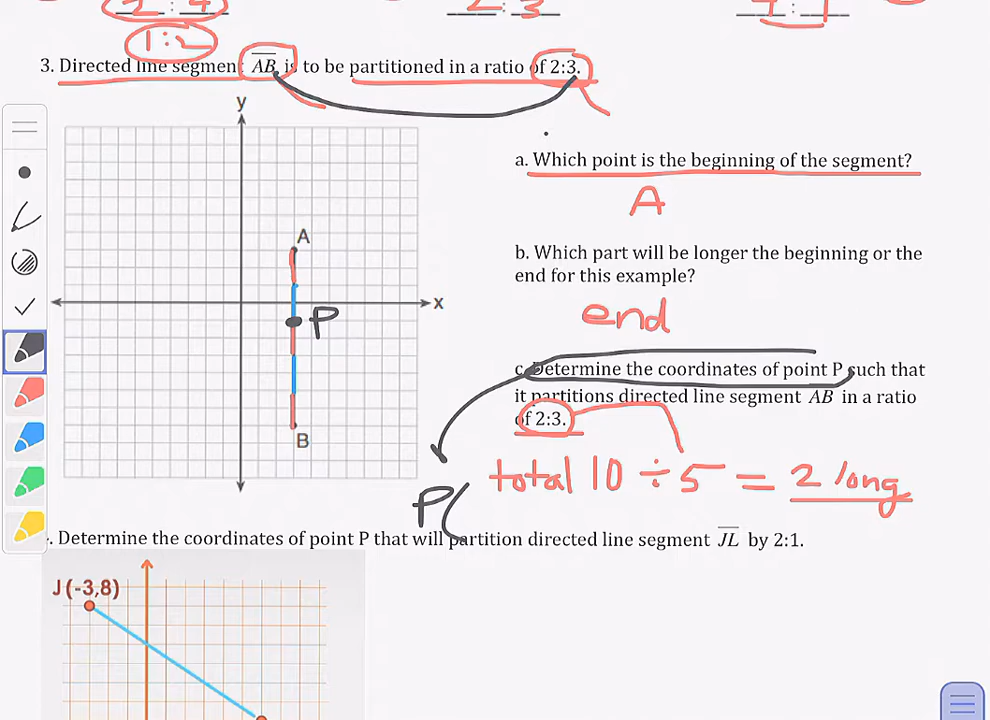 2:4
2:3
1:2
3. Directed line segment AB is to be partitioned in a ratio of 2:3.
y
a. Which point is the beginning of the segment?
A
A
b. Which part will be longer the beginning or the
end for this example?
x
P
end
c. Determine the coordinates of point P such that
it partitions directed line segment AB in a ratio
of 2:3.
B
total 10 ÷ 5 = 2 long
P(
. Determine the coordinates of point P that will partition directed line segment JL by 2:1.
J(-3,8)